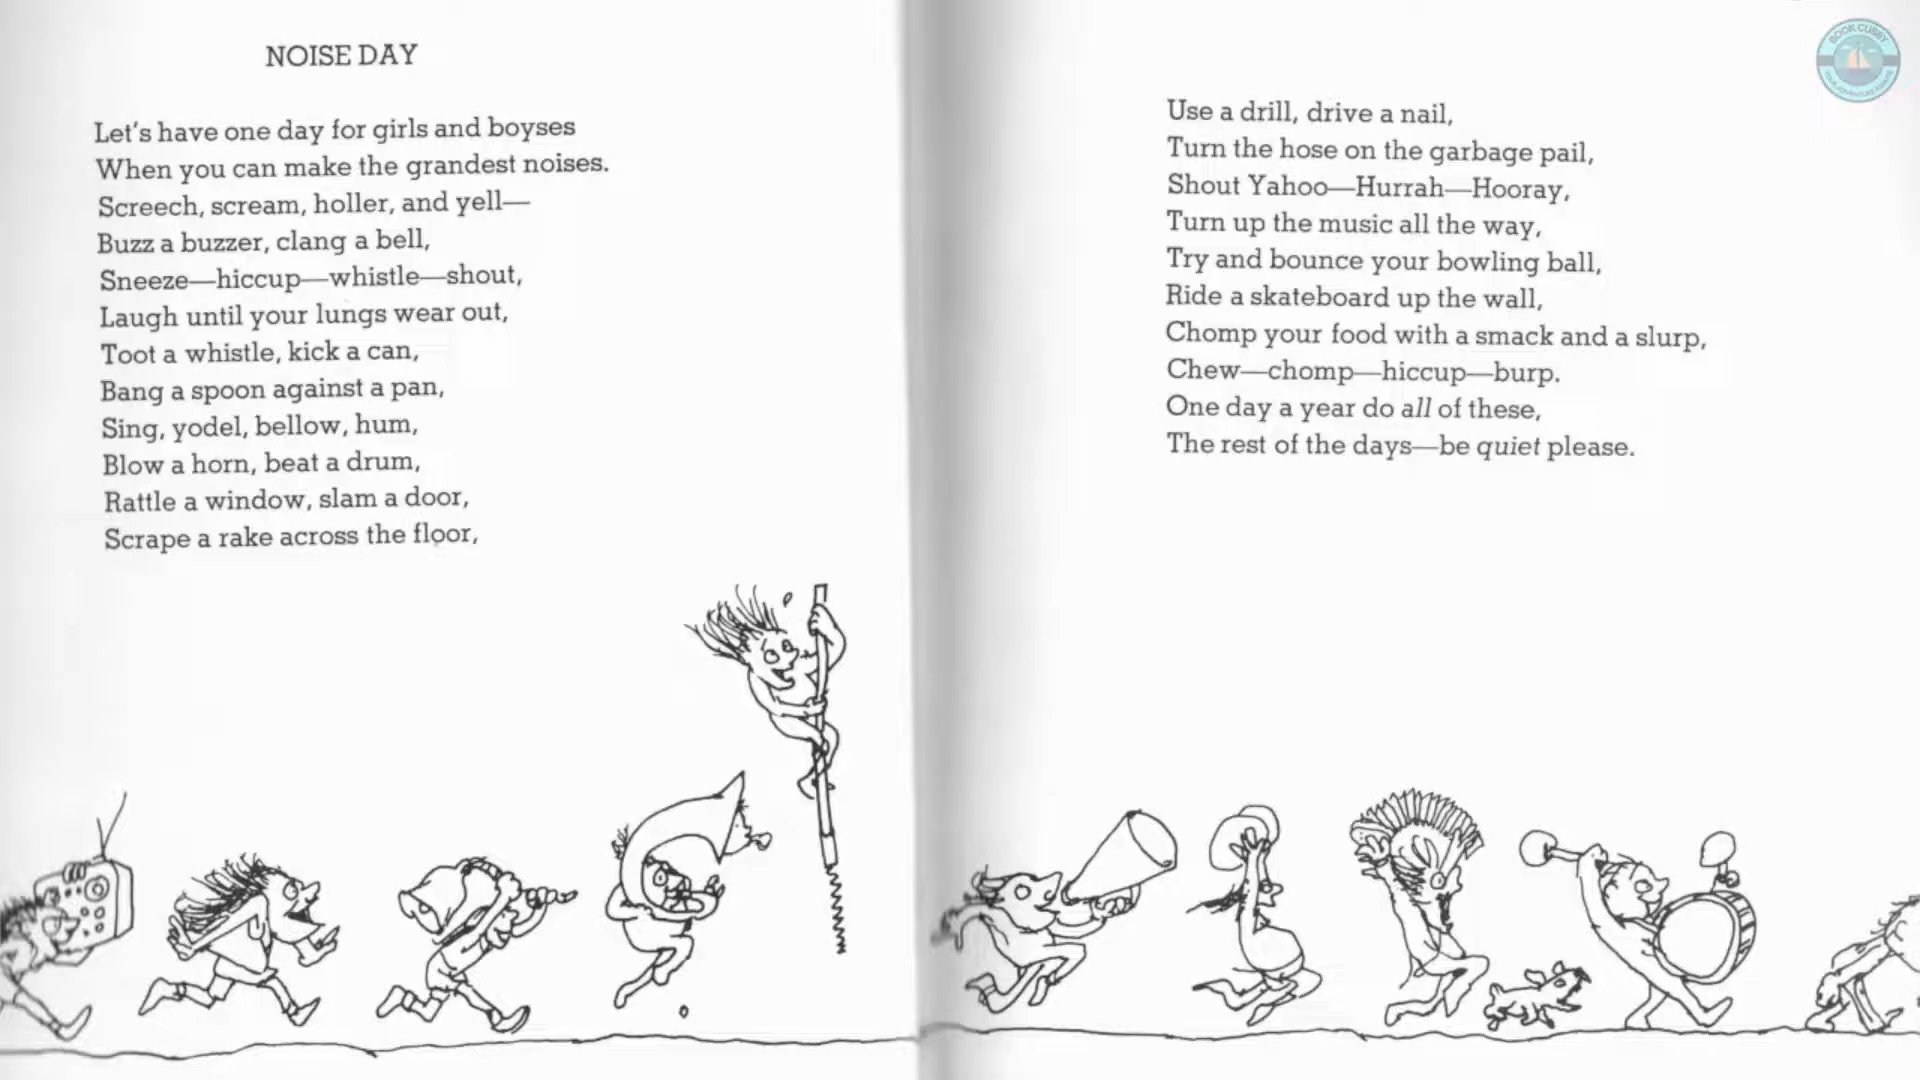 NOISE DAY
Let's have one day for girls and boyses
When you can make the grandest noises.
Screech, scream, holler, and yell—
Buzz a buzzer, clang a bell,
Sneeze—hiccup—whistle—shout,
Laugh until your lungs wear out,
Toot a whistle, kick a can,
Bang a spoon against a pan,
Sing, yodel, bellow, hum,
Blow a horn, beat a drum,
Rattle a window, slam a door,
Scrape a rake across the floor,
Use a drill, drive a nail,
Turn the hose on the garbage pail,
Shout Yahoo—Hurrah—Hooray,
Turn up the music all the way,
Try and bounce your bowling ball,
Ride a skateboard up the wall,
Chomp your food with a smack and a slurp,
Chew—chomp—hiccup—burp.
One day a year do all of these,
The rest of the days—be quiet please.
BOOK CUBBY